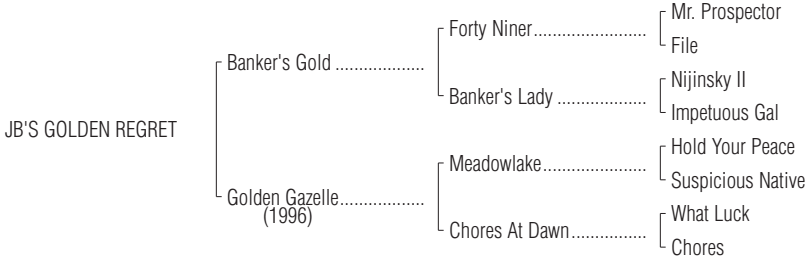 Mr. Prospector
Forty Niner.......................
File
Banker's Gold ..................
Nijinsky II
Banker's Lady ..................
Impetuous Gal
JB'S GOLDEN REGRET
Hold Your Peace
Meadowlake.....................
Suspicious Native
Golden Gazelle.................
(1996)
What Luck
Chores At Dawn...............
Chores